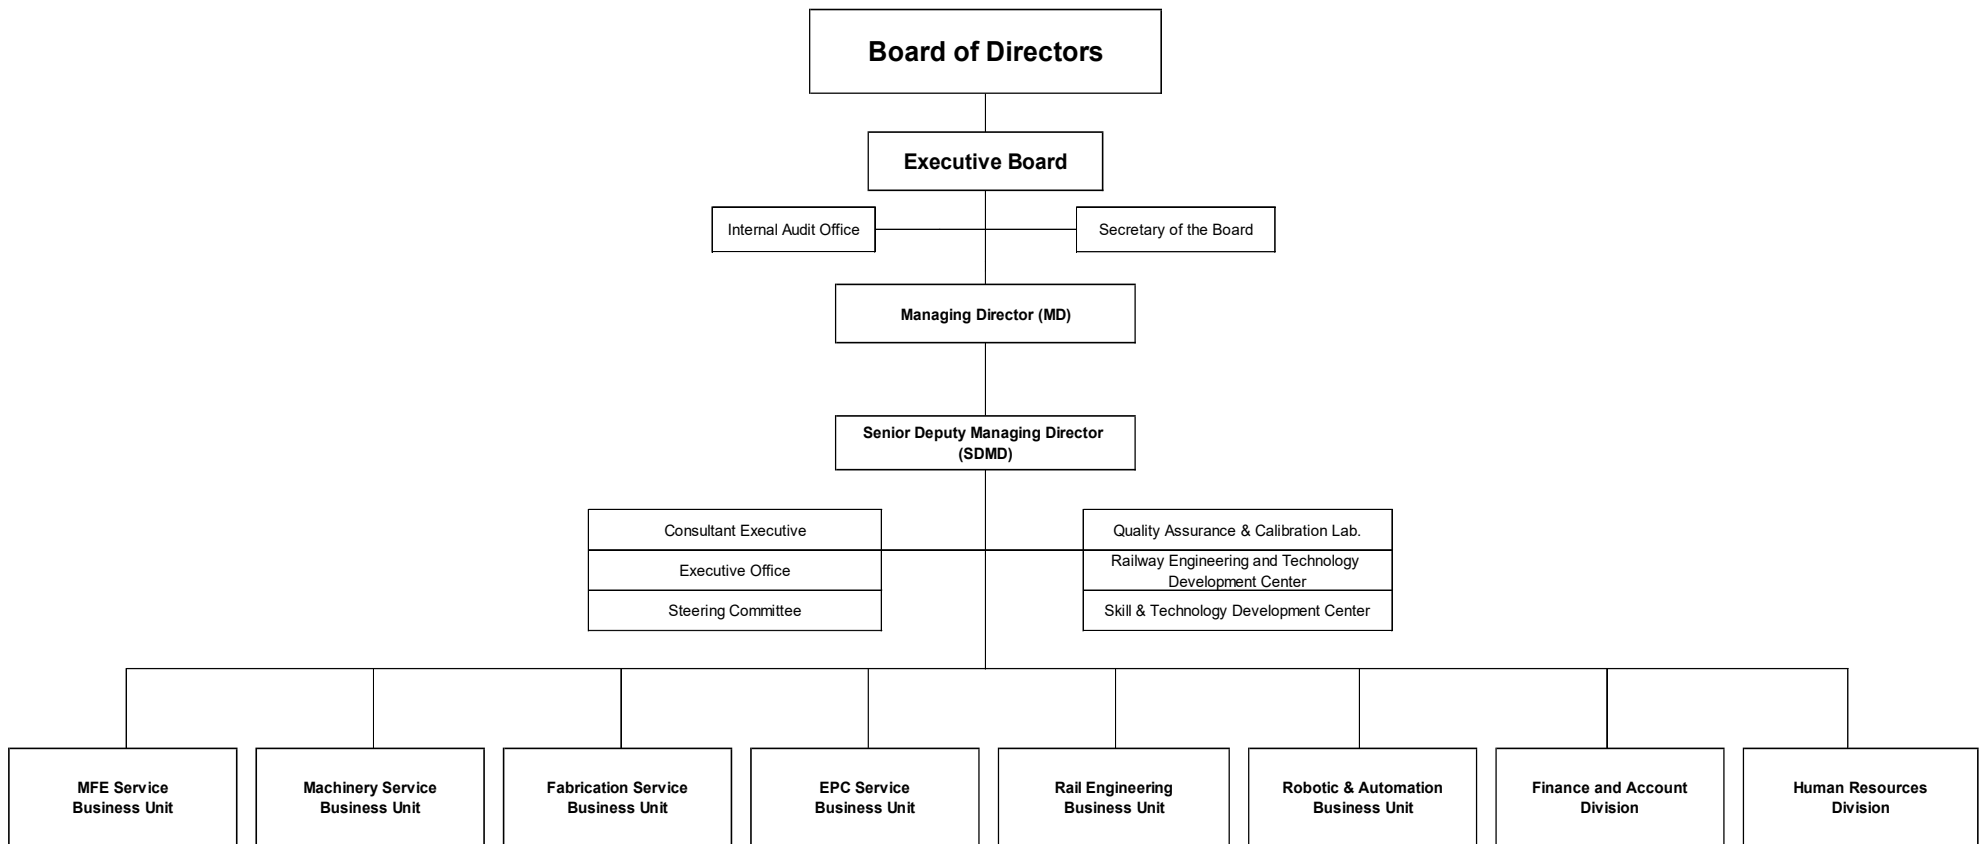 Board of Directors
Executive Board
Internal Audit Office
Secretary of the Board
Managing Director (MD)
Senior Deputy Managing Director
(SDMD)
Consultant Executive
Executive Office
Steering Committee
Quality Assurance & Calibration Lab.
Railway Engineering and Technology
Development Center
Skill & Technology Development Center
MFE Service
Business Unit
Machinery Service
Business Unit
Fabrication Service
Business Unit
EPC Service
Business Unit
Rail Engineering
Business Unit
Robotic & Automation
Business Unit
Finance and Account
Division
Human Resources
Division